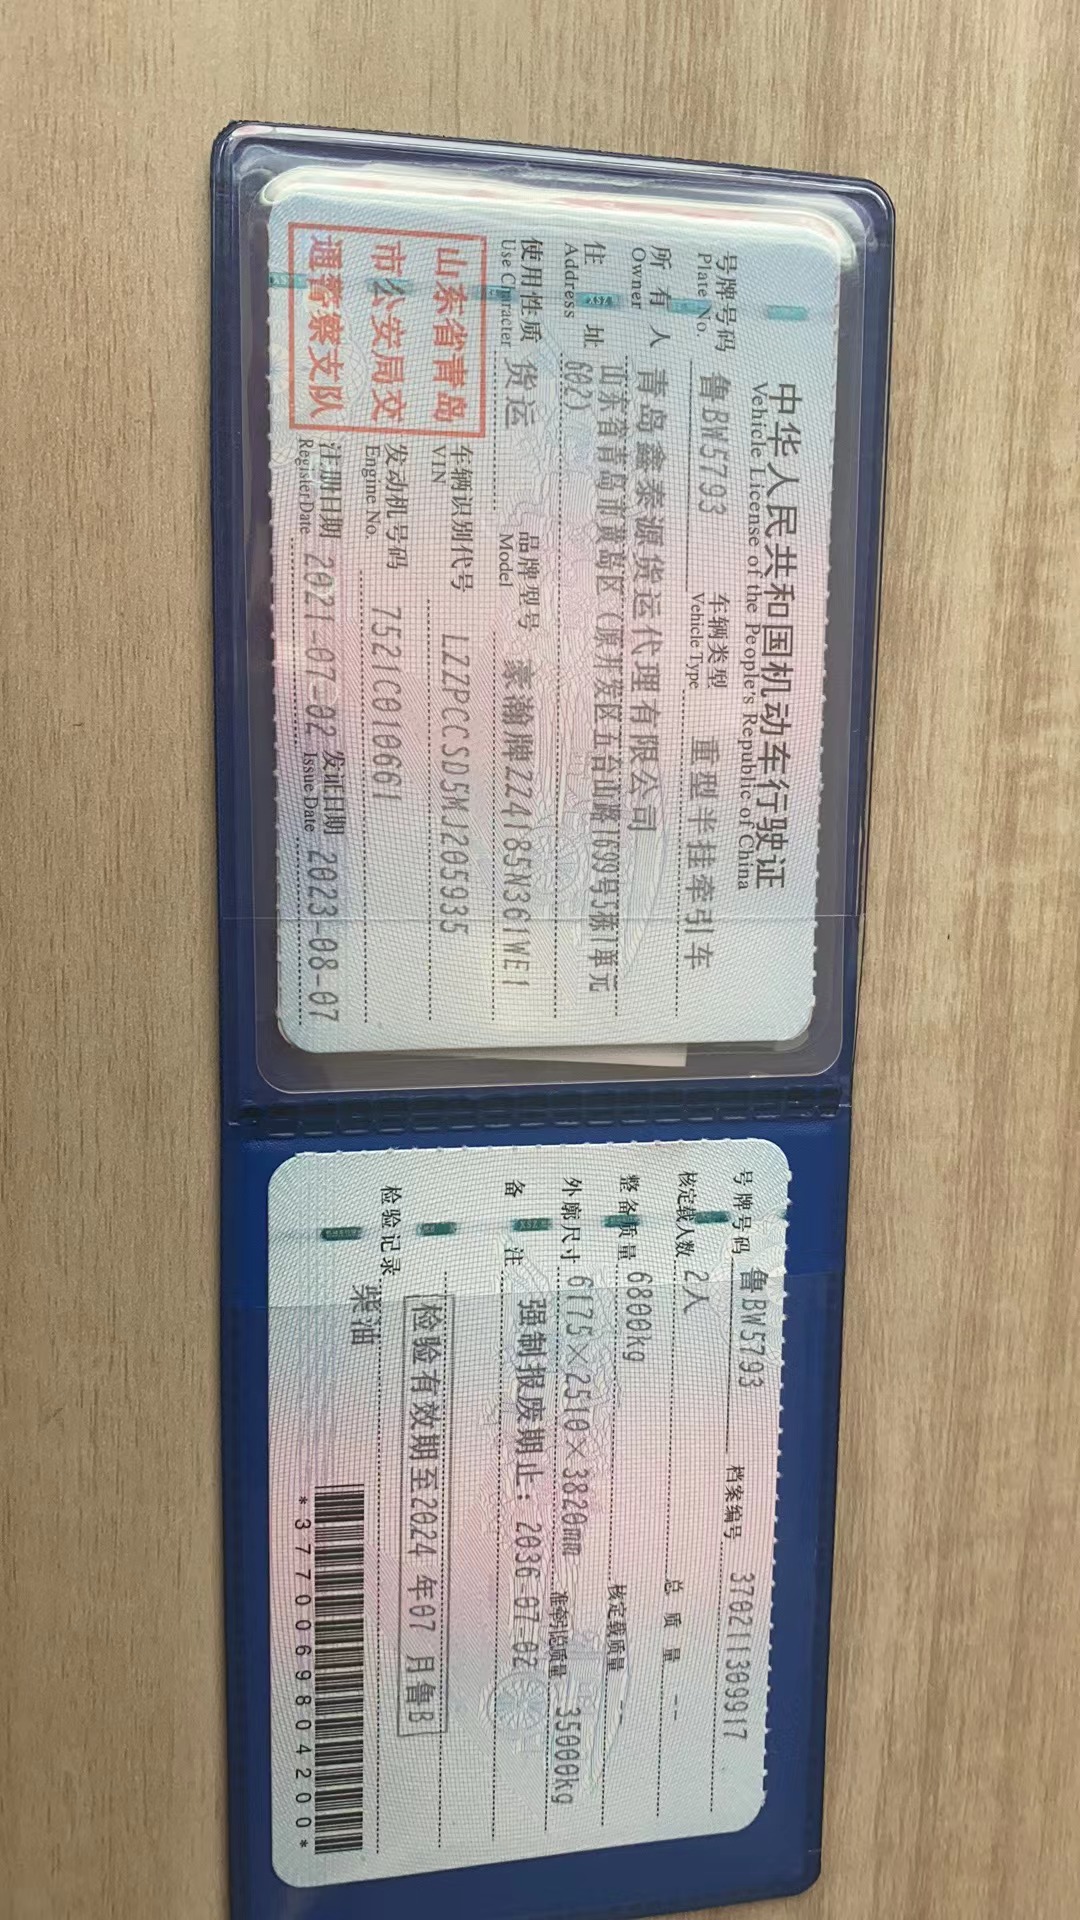 中华人民共和国机动车行驶证
Vehicle License of the People's Republic of China
号牌号码 鲁BW5793 车辆类型 重型半挂牵引车
Plate No. Vehicle Type
所有人 青岛鑫泰源货运代理有限公司
Owner
住址 山东省青岛市黄岛区(原开发区五台山路1699号5栋1单元
Address 602)
使用性质 货运 品牌型号 豪瀚牌ZZ4185N361WE1
Use Character Model
山东省青岛
市公安局交
通警察支队
车辆识别代号 LZZPCCSD5MJ205935
VIN
发动机号码 7521C010661
Engine No.
注册日期 2021-07-02 发证日期 2023-08-07
Register Date Issue Date
号牌号码 鲁BW5793 档案编号 370211309917
核定载人数 2人 总质量 --
整备质量 6800kg 核定载质量 --
外廓尺寸 6175×2510×3820mm 准牵引总质量 35000kg
备注 强制报废期止:2036-07-02
检验有效期至2024年07月鲁B
检验记录
柴油
*3770069804200*